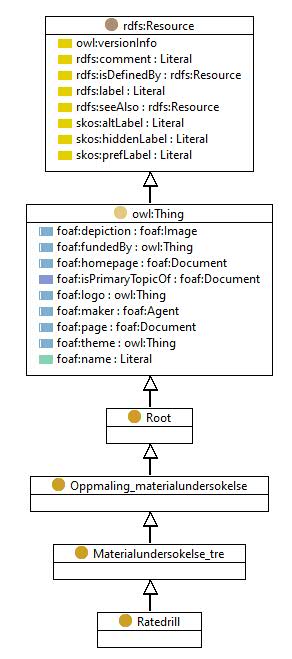 rdfs:Resource
owl:versionInfo
rdfs:comment : Literal
rdfs:isDefinedBy : rdfs:Resource
rdfs:label : Literal
rdfs:seeAlso : rdfs:Resource
skos:altLabel : Literal
skos:hiddenLabel : Literal
skos:prefLabel : Literal
owl:Thing
foaf:depiction : foaf:Image
foaf:fundedBy : owl:Thing
foaf:homepage : foaf:Document
foaf:isPrimaryTopicOf : foaf:Document
foaf:logo : owl:Thing
foaf:maker : foaf:Agent
foaf:page : foaf:Document
foaf:theme : owl:Thing
foaf:name : Literal
Root
Oppmaling_materialundersokelse
Materialundersokelse_tre
Ratedrill